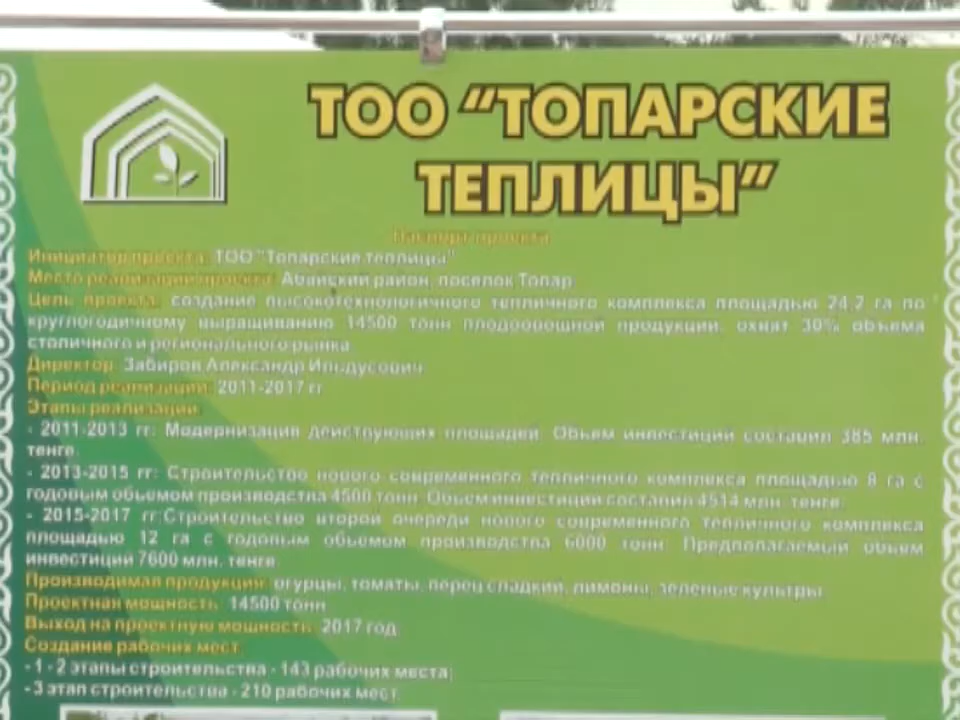 ТОО “ТОПАРСКИЕ
ТЕПЛИЦЫ”
Паспорт проекта
Инициатор проекта: ТОО "Топарские теплицы"
Место реализации проекта: Абайский район, поселок Топар
Цель проекта: создание высокотехнологичного тепличного комплекса площадью 24,2 га по
круглогодичному выращиванию 14500 тонн плодоовощной продукции, охват 30% объема
столичного и регионального рынка.
Директор: Забиров Александр Ильдусович
Период реализации: 2011-2017 гг
Этапы реализации:
- 2011-2013 гг: Модернизация действующих площадей. Объем инвестиций составил 385 млн.
тенге.
- 2013-2015 гг: Строительство нового современного тепличного комплекса площадью 8 га с
годовым объемом производства 4500 тонн. Объем инвестиции составил 4514 млн. тенге.
- 2015-2017 гг:Строительство второй очереди нового современного тепличного комплекса
площадью 12 га с годовым объемом производства 6000 тонн. Предполагаемый объем
инвестиций 7600 млн. тенге.
Производимая продукция: огурцы, томаты, перец сладкий, лимоны, зеленые культры.
Проектная мощность: 14500 тонн
Выход на проектную мощность: 2017 год.
Создание рабочих мест:
- 1 - 2 этапы строительства - 143 рабочих места;
- 3 этап строительства - 210 рабочих мест.